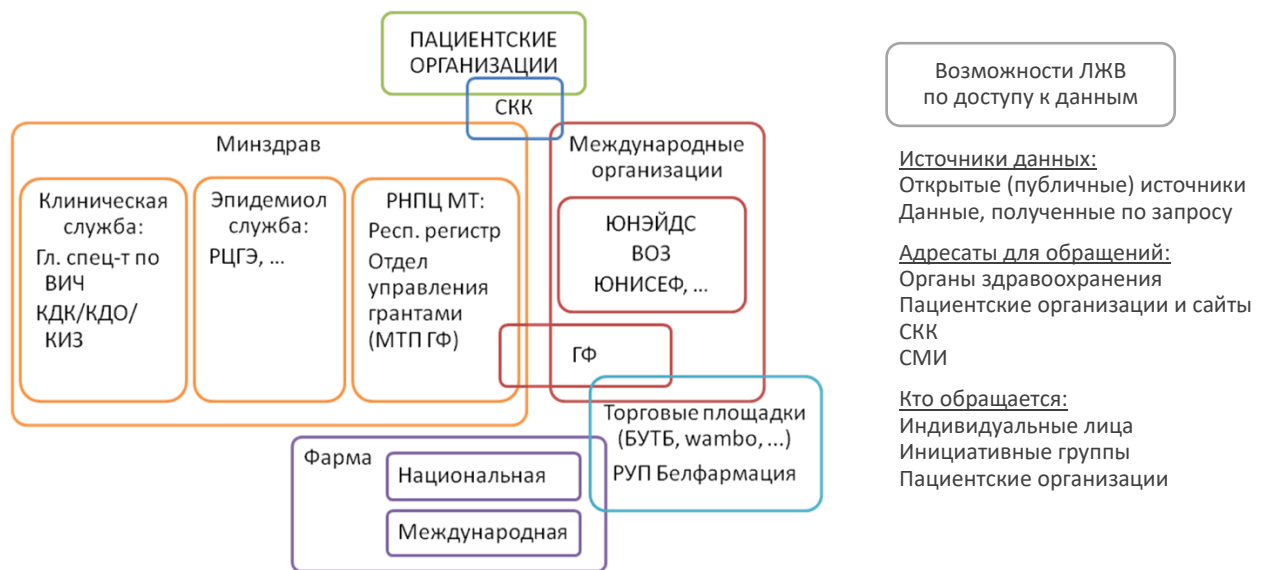 ПАЦИЕНТСКИЕ
ОРГАНИЗАЦИИ
СКК
Минздрав
Клиническая
служба:
Гл. спец-т по
ВИЧ
КДК/КДО/
КИЗ
Эпидемиол
служба:
РЦГЭ, ...
РНПЦ МТ:
Респ. регистр
Отдел
управления
грантами
(МТП ГФ)
Международные
организации
ЮНЭЙДС
ВОЗ
ЮНИСЕФ, ...
ГФ
Торговые площадки
(БУТБ, wambo, ...)
РУП Белфармация
Фарма
Национальная
Международная
Возможности ЛЖВ
по доступу к данным
Источники данных:
Открытые (публичные) источники
Данные, полученные по запросу
Адресаты для обращений:
Органы здравоохранения
Пациентские организации и сайты
СКК
СМИ
Кто обращается:
Индивидуальные лица
Инициативные группы
Пациентские организации